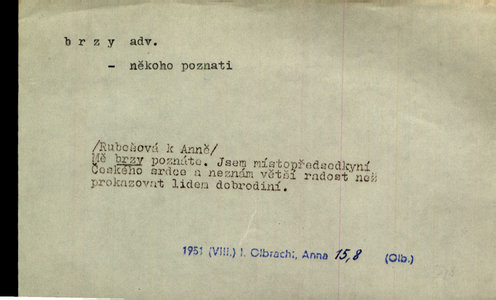 b r z y  adv.
- někoho poznati
/Rubešová k Anně/
Mě brzy poznáte. Jsem místopředsedkyní
Českého srdce a neznám větší radost než
prokazovat lidem dobrodiní.
1951 (VIII.) I. Olbracht, Anna 15,8 (Olb.)